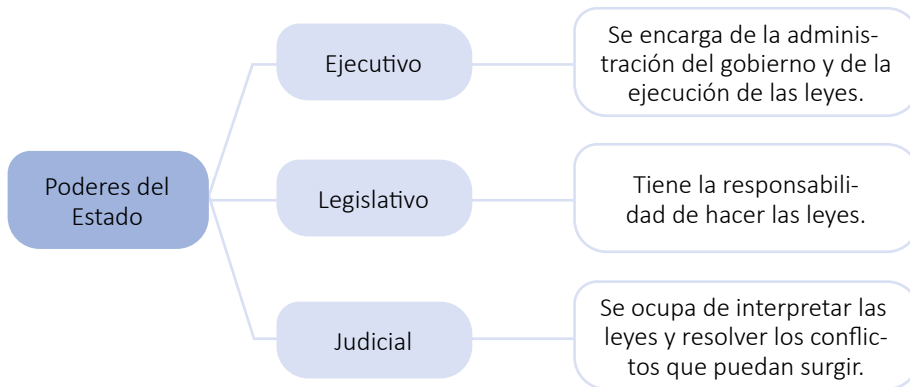 Poderes del
Estado
Ejecutivo
Se encarga de la adminis-
tración del gobierno y de la
ejecución de las leyes.
Legislativo
Tiene la responsabili-
dad de hacer las leyes.
Judicial
Se ocupa de interpretar las
leyes y resolver los conflic-
tos que puedan surgir.